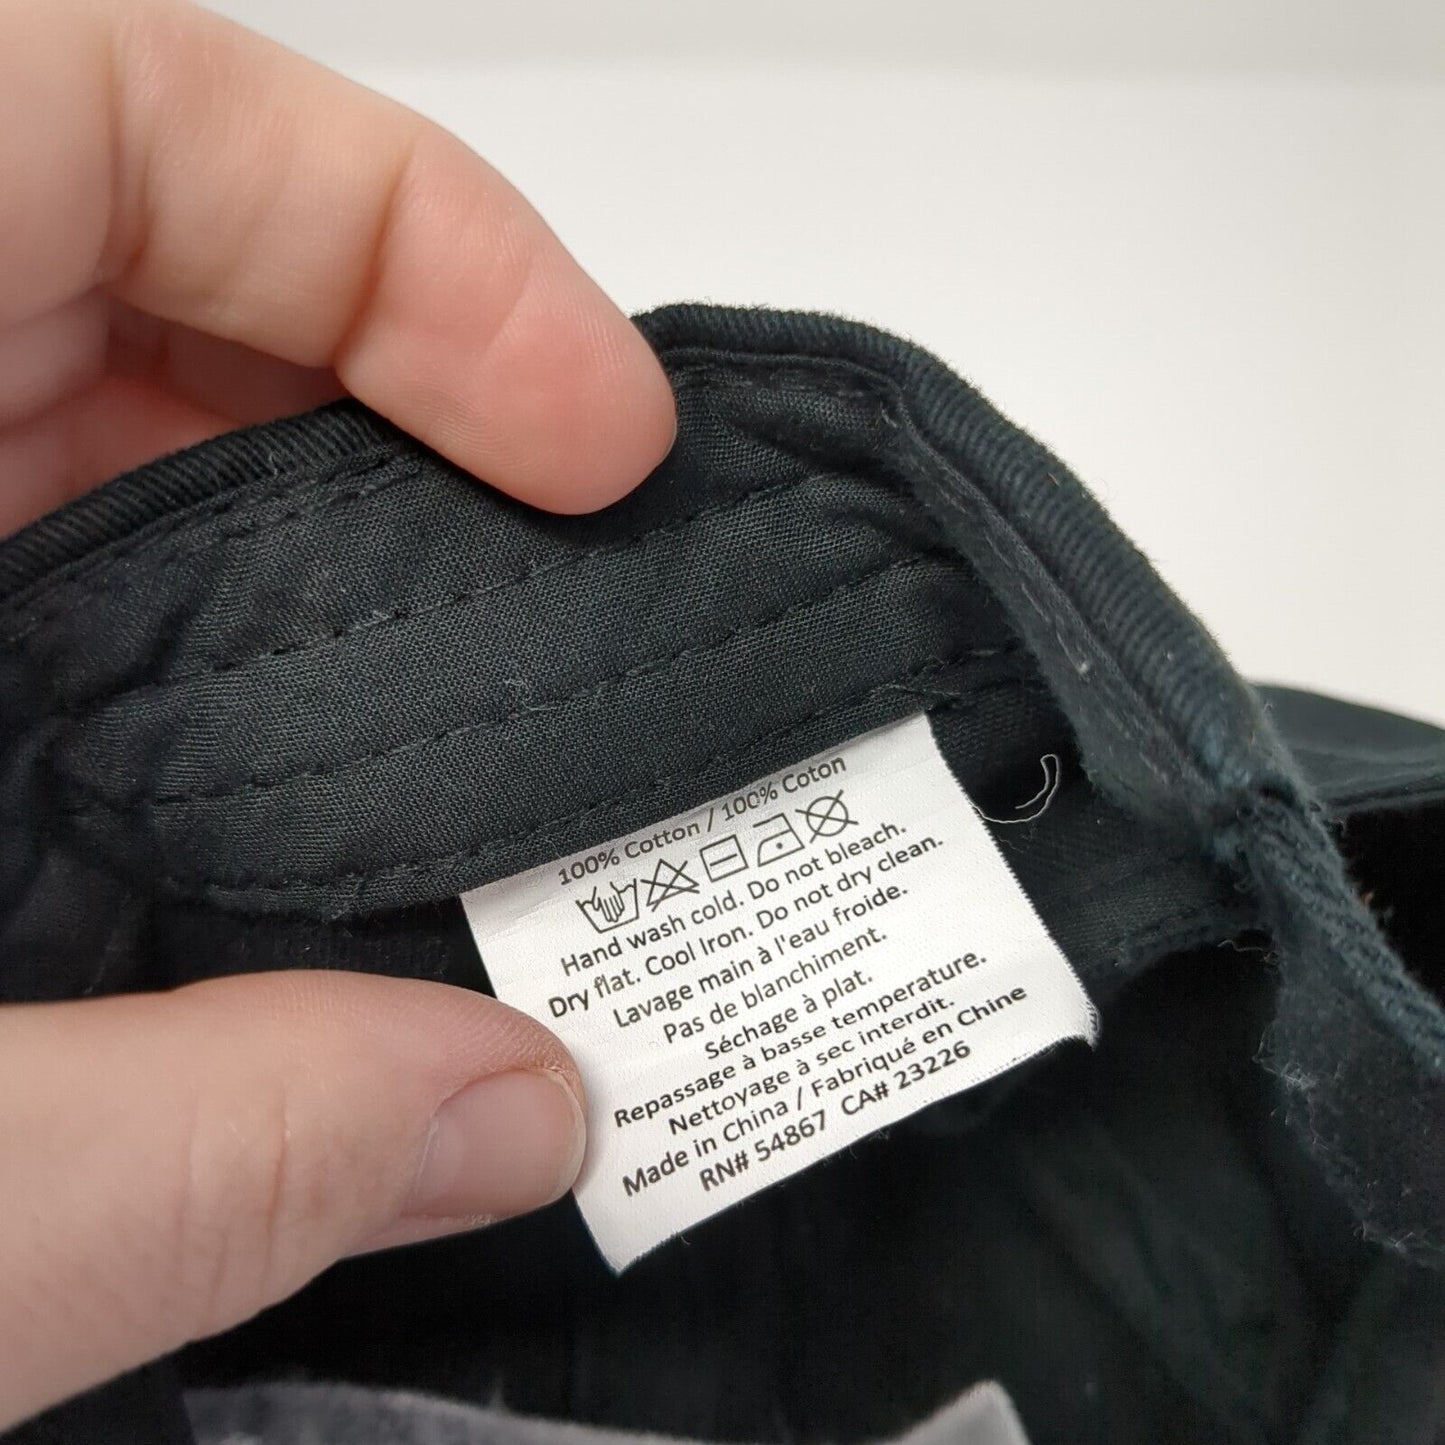 100% Cotton / 100% Coton
Hand wash cold. Do not bleach.
Dry flat. Cool Iron. Do not dry clean.
Lavage main à l'eau froide.
Pas de blanchiment.
Séchage à plat.
Repassage à basse temperature.
Nettoyage à sec interdit.
Made in China / Fabriqué en Chine
RN# 54867 CA# 23226